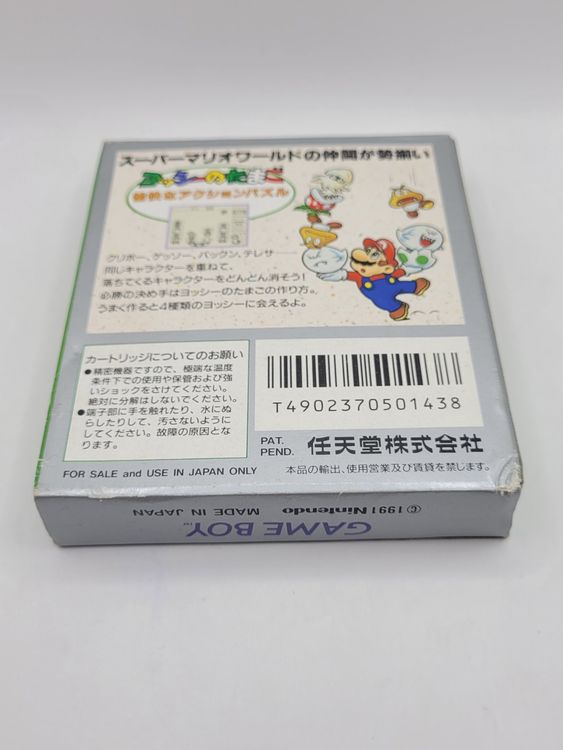 スーパーマリオワールドの仲間が勢揃い
ヨッシーのたまご
痛快なアクションパズル
クリボー、ゲッソー、パックン、テレサ
同じキャラクターを重ねて、
落ちてくるキャラクターをどんどん消そう!
必勝の決め手はヨッシーのたまごの作り方。
うまく作ると4種類のヨッシーに会えるよ。
カートリッジについてのお願い
●精密機器ですので、極端な温度
条件下での使用や保管および強
いショックをさけてください。
絶対に分解はしないでください。
●端子部に手を触れたり、水にぬ
らしたりして、汚さないように
してください。故障の原因とな
ります。
T4902370501438
PAT.
PEND.
任天堂株式会社
FOR SALE and USE IN JAPAN ONLY
本品の輸出、使用営業及び賃貸を禁じます。
©1991 Nintendo MADE IN JAPAN
GAME BOY™